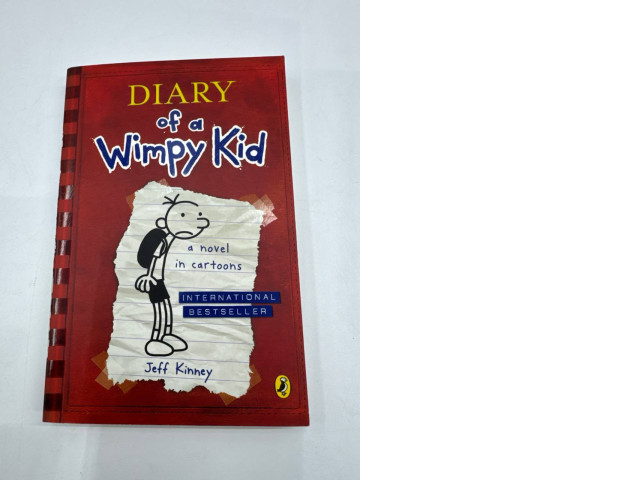 DIARY
of a
Wimpy Kid
a novel
in cartoons
INTERNATIONAL
BESTSELLER
Jeff Kinney